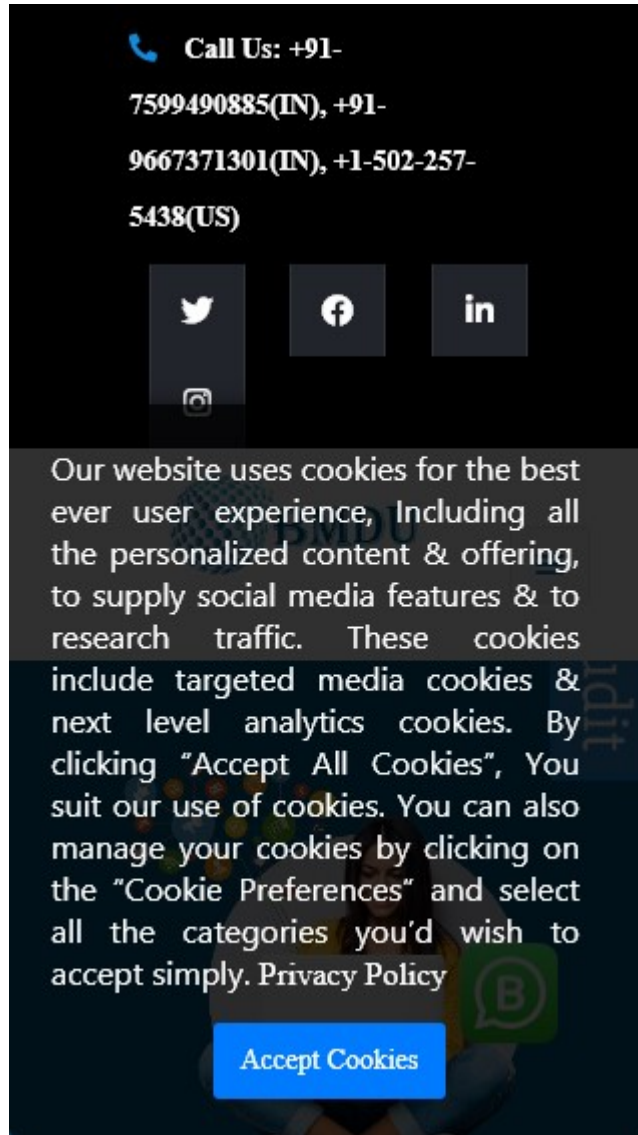 Call Us: +91-
7599490885(IN), +91-
9667371301(IN), +1-502-257-
5438(US)
in
Our website uses cookies for the best
ever user experience, Including all
the personalized content & offering,
to supply social media features & to
research traffic. These cookies
include targeted media cookies &
next level analytics cookies. By
clicking “Accept All Cookies”, You
suit our use of cookies. You can also
manage your cookies by clicking on
the “Cookie Preferences” and select
all the categories you’d wish to
accept simply. Privacy Policy
BMDU
udit
B
Accept Cookies